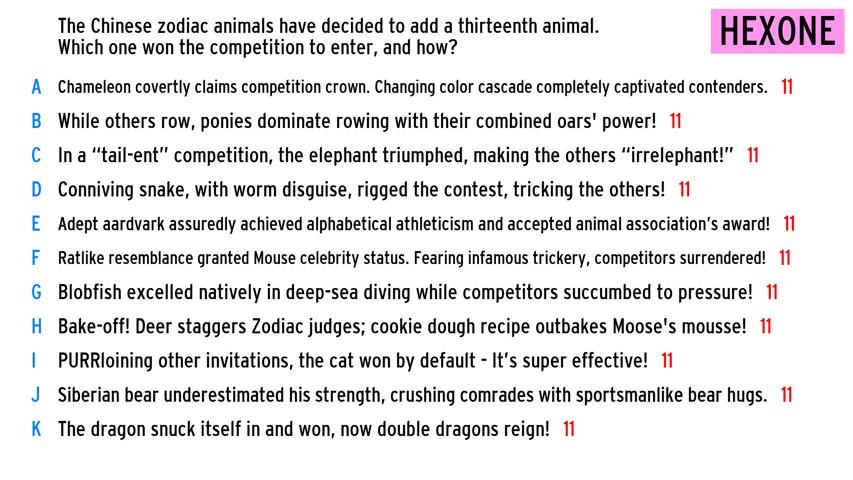 The Chinese zodiac animals have decided to add a thirteenth animal.
Which one won the competition to enter, and how?
HEXONE
A Chameleon covertly claims competition crown. Changing color cascade completely captivated contenders. 11
B While others row, ponies dominate rowing with their combined oars' power! 11
C In a “tail-ent” competition, the elephant triumphed, making the others “irrelephant!” 11
D Conniving snake, with worm disguise, rigged the contest, tricking the others! 11
E Adept aardvark assuredly achieved alphabetical athleticism and accepted animal association’s award! 11
F Ratlike resemblance granted Mouse celebrity status. Fearing infamous trickery, competitors surrendered! 11
G Blobfish excelled natively in deep-sea diving while competitors succumbed to pressure! 11
H Bake-off! Deer staggers Zodiac judges; cookie dough recipe outbakes Moose's mousse! 11
I PURRloining other invitations, the cat won by default - It’s super effective! 11
J Siberian bear underestimated his strength, crushing comrades with sportsmanlike bear hugs. 11
K The dragon snuck itself in and won, now double dragons reign! 11